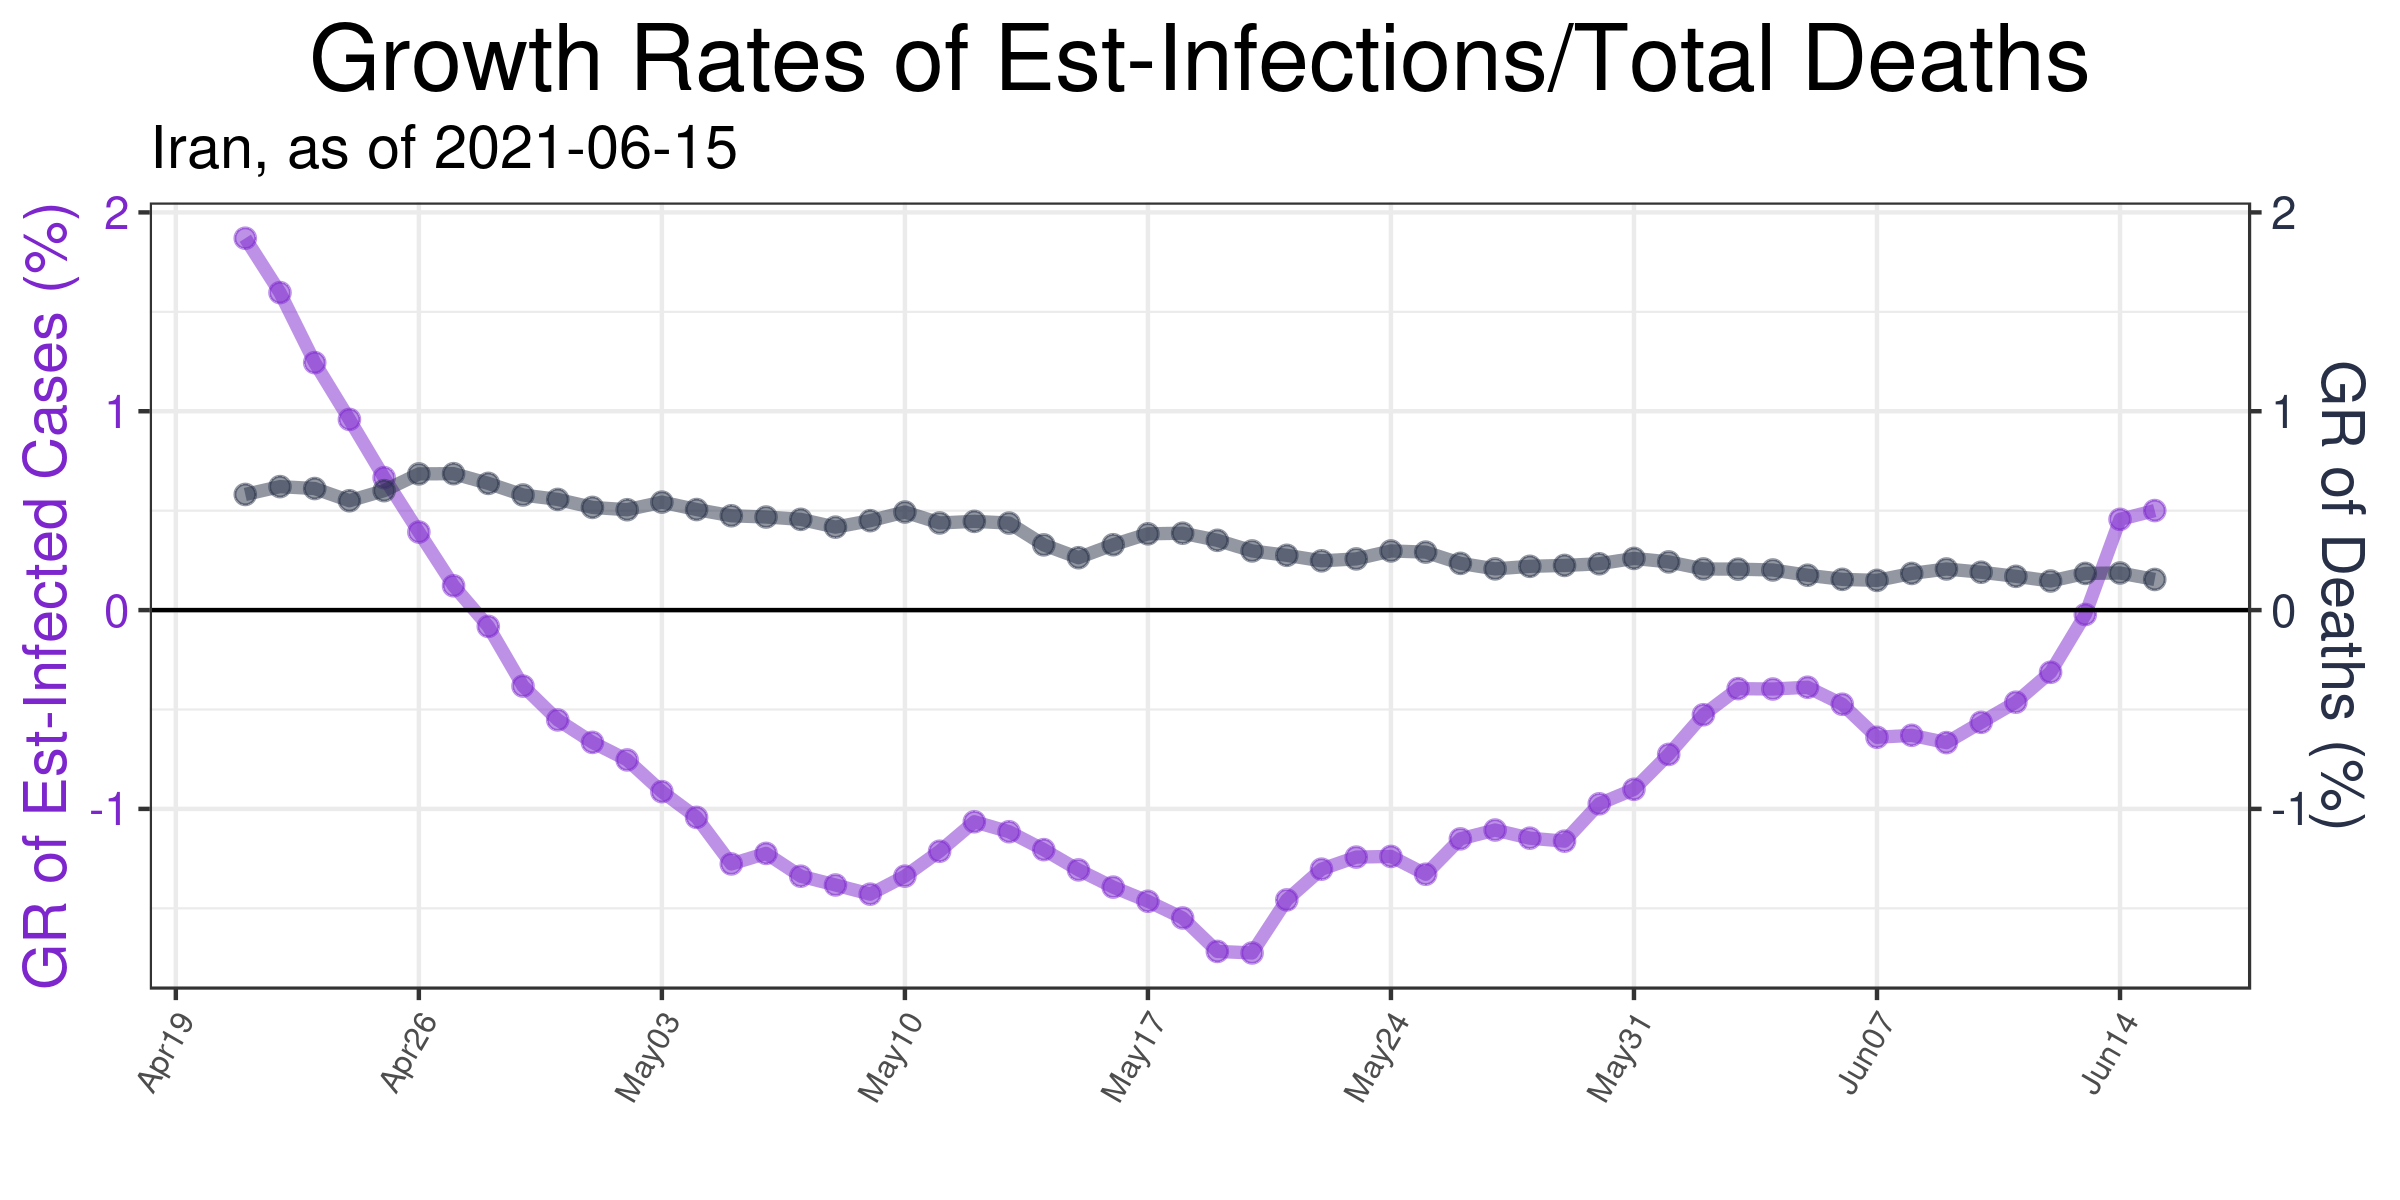 Growth Rates of Est-Infections/Total Deaths
Iran, as of 2021-06-15
GR of Est-Infected Cases (%)
2
1
0
-1
2
1
0
-1
GR of Deaths (%)
Apr19
Apr26
May03
May10
May17
May24
May31
Jun07
Jun14